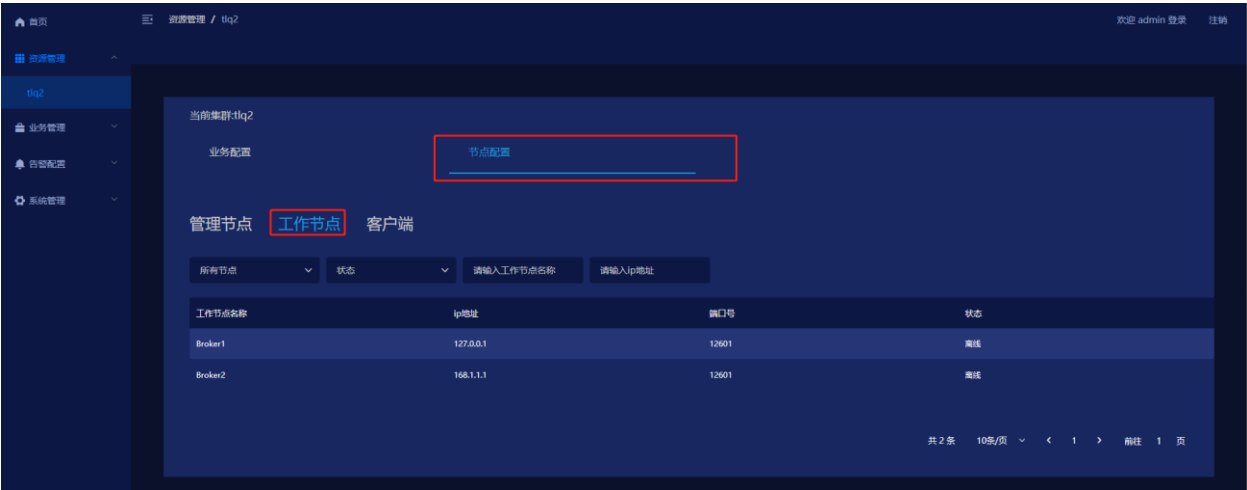 首页
资源管理 / tlq2
欢迎 admin 登录 注销
资源管理
tlq2
业务管理
告警配置
系统管理
当前集群:tlq2
业务配置 节点配置
管理节点 工作节点 客户端
所有节点 状态 请输入工作节点名称 请输入ip地址
工作节点名称 ip地址 端口号 状态
Broker1 127.0.0.1 12601 离线
Broker2 168.1.1.1 12601 离线
共 2 条 10条/页 1 前往 1 页